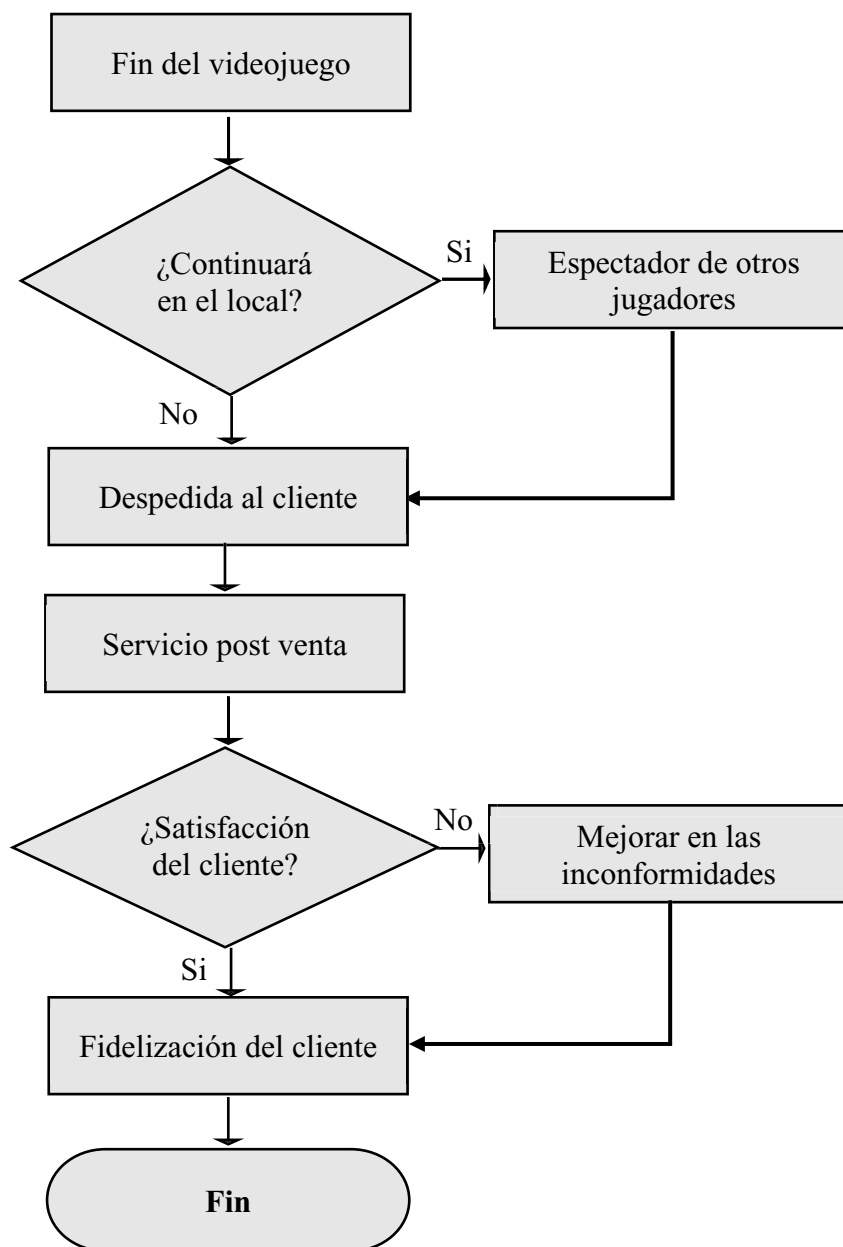 Fin del videojuego
¿Continuará
en el local?
Si
Espectador de otros
jugadores
No
Despedida al cliente
Servicio post venta
¿Satisfacción
del cliente?
No
Mejorar en las
inconformidades
Si
Fidelización del cliente
Fin